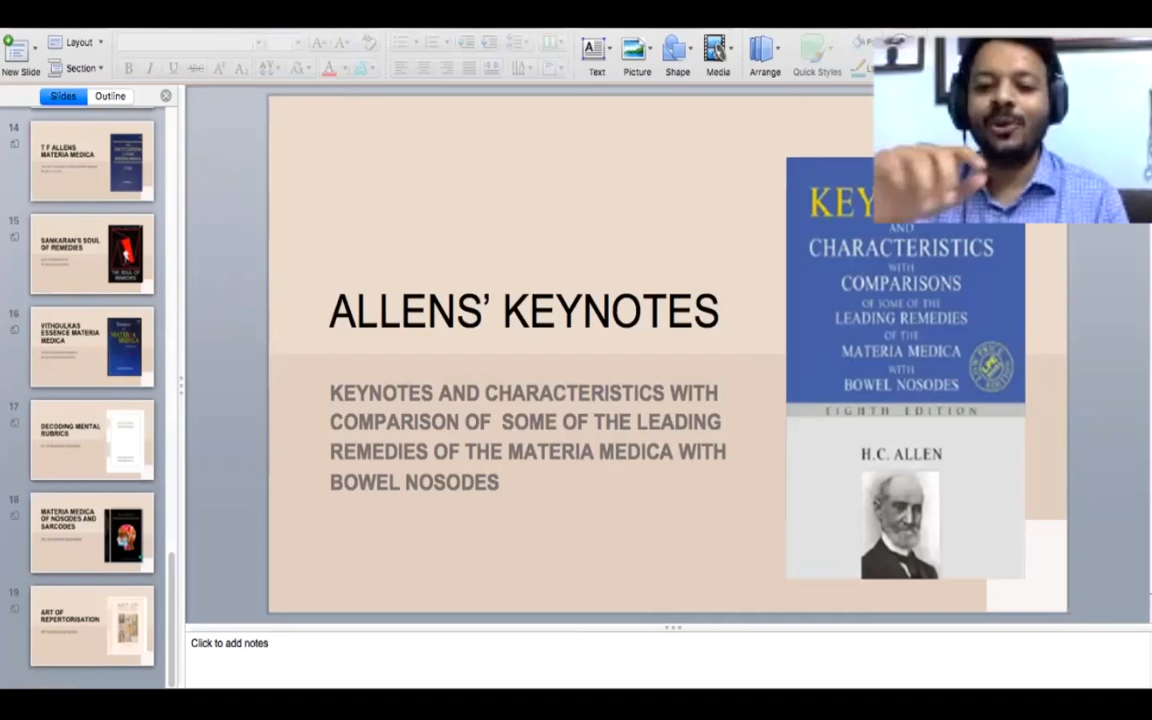 Layout
New Slide
Section
Text
Picture
Shape
Media
Arrange
Quick Styles
Slides
Outline
14
T F ALLENS
MATERIA MEDICA
15
SANKARAN'S SOUL
OF REMEDIES
16
VITHOULKAS
ESSENCE MATERIA
MEDICA
17
DECODING MENTAL
RUBRICS
18
MATERIA MEDICA
OF NOSODES AND
SARCODES
19
ART OF
REPERTORISATION
ALLENS’ KEYNOTES
KEYNOTES AND CHARACTERISTICS WITH
COMPARISON OF SOME OF THE LEADING
REMEDIES OF THE MATERIA MEDICA WITH
BOWEL NOSODES
KEY
AND
CHARACTERISTICS
WITH
COMPARISONS
OF SOME OF THE
LEADING REMEDIES
OF THE
MATERIA MEDICA
WITH
BOWEL NOSODES
EIGHTH EDITION
H.C. ALLEN
Click to add notes